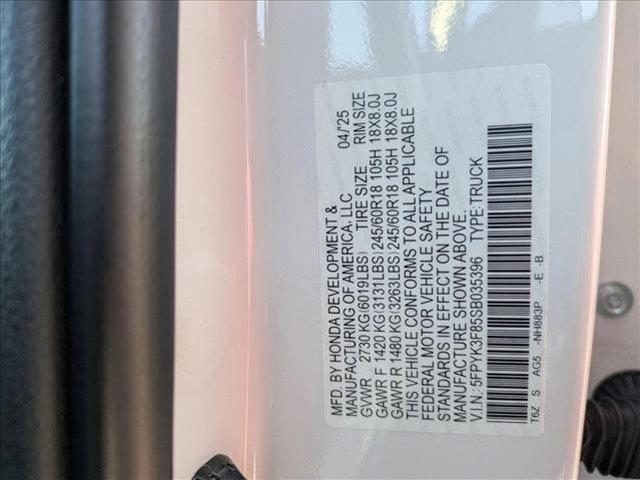 MFD. BY HONDA DEVELOPMENT &
MANUFACTURING OF AMERICA, LLC 04/'25
GVWR 2730 KG(6019LBS) TIRE SIZE RIM SIZE
GAWR F 1420 KG(3131LBS)245/60R18 105H 18X8.0J
GAWR R 1480 KG(3263LBS)245/60R18 105H 18X8.0J
THIS VEHICLE CONFORMS TO ALL APPLICABLE
FEDERAL MOTOR VEHICLE SAFETY
STANDARDS IN EFFECT ON THE DATE OF
MANUFACTURE SHOWN ABOVE.
V.I.N:5FPYK3F85SB035396 TYPE:TRUCK
T6Z S AG5 -NH883P -E -B